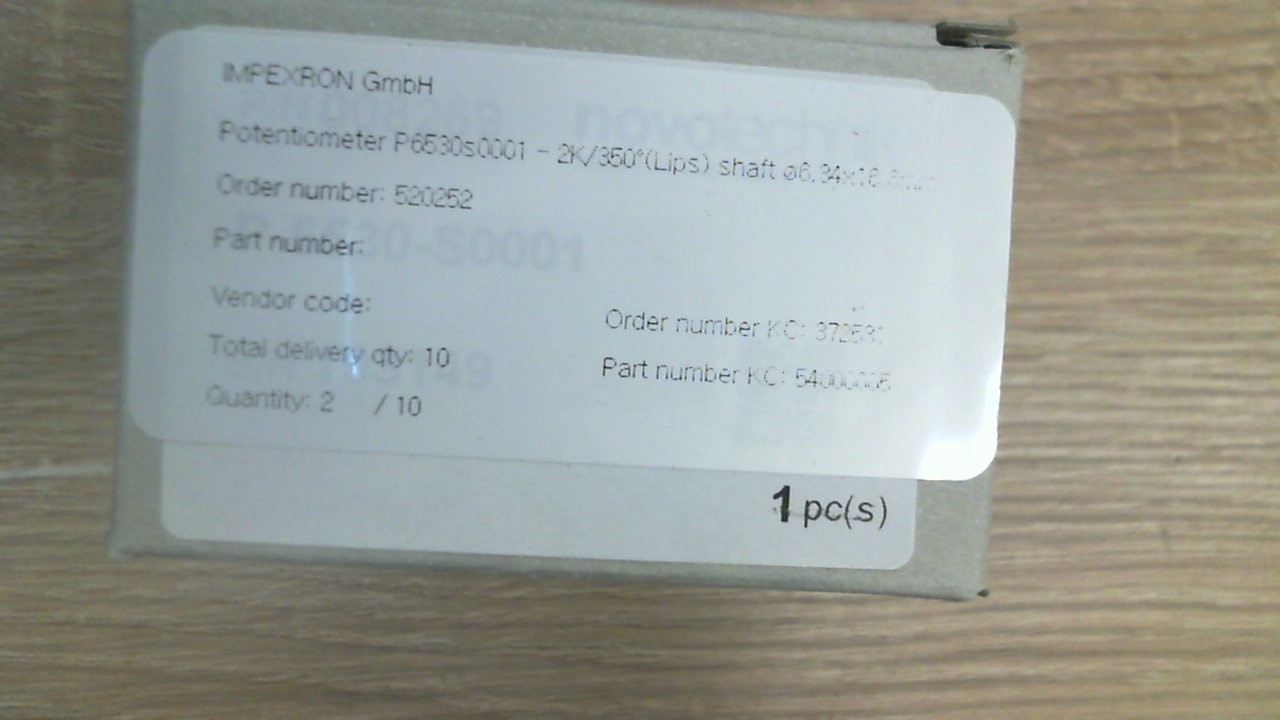 IMPEXRON GmbH
Potentiometer P6530s0001 - 2K/350°(Lips) shaft ø6.34x16
Order number: 520252
Part number:
Vendor code:
Order number KC:
Total delivery qty: 10
Part number KC:
Quantity: 2 / 10
novotechnik
1 pc(s)